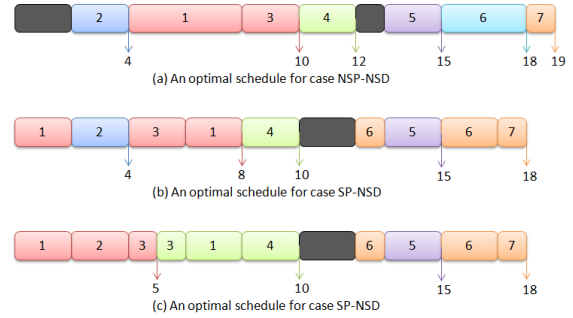 2 1 3 4 5 6 7
4 10 12 15 18 19
(a) An optimal schedule for case NSP-NSD
1 2 3 1 4 6 5 6 7
4 8 10 15 18
(b) An optimal schedule for case SP-NSD
1 2 3 3 1 4 6 5 6 7
5 10 15 18
(c) An optimal schedule for case SP-NSD